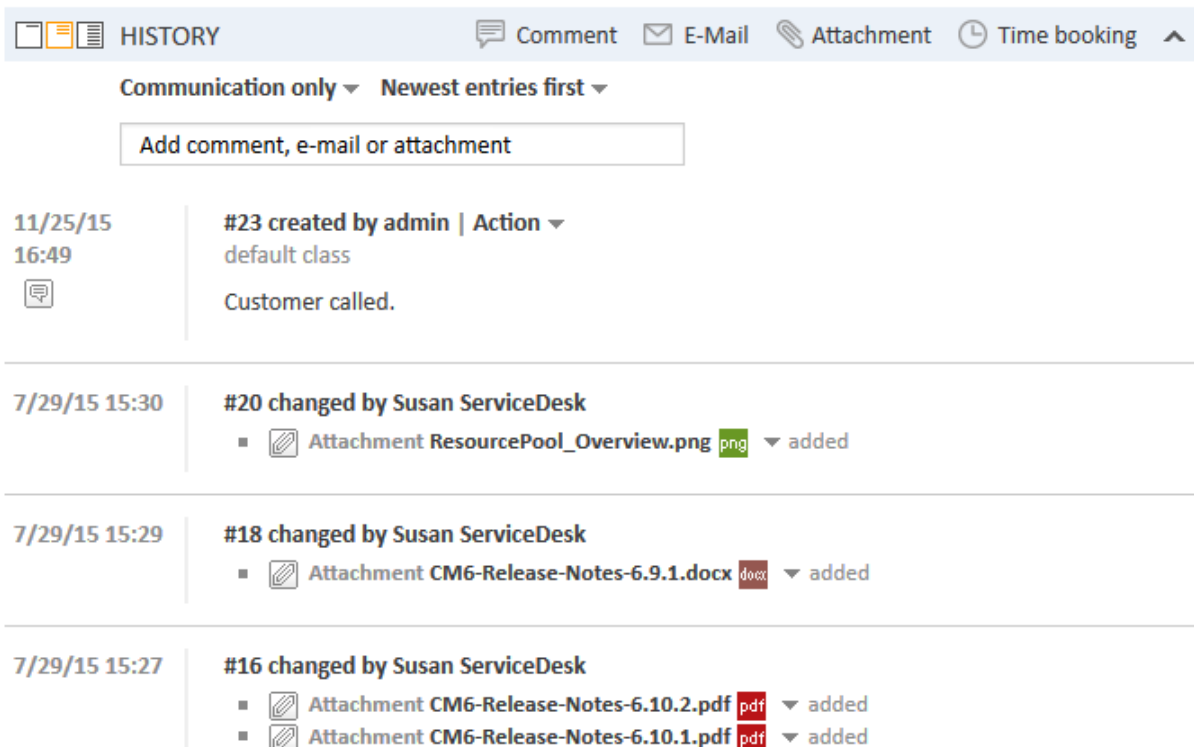 HISTORY Comment E-Mail Attachment Time booking
Communication only Newest entries first
Add comment, e-mail or attachment
11/25/15 #23 created by admin | Action
16:49 default class
Customer called.
7/29/15 15:30 #20 changed by Susan ServiceDesk
Attachment ResourcePool_Overview.png png added
7/29/15 15:29 #18 changed by Susan ServiceDesk
Attachment CM6-Release-Notes-6.9.1.docx docx added
7/29/15 15:27 #16 changed by Susan ServiceDesk
Attachment CM6-Release-Notes-6.10.2.pdf pdf added
Attachment CM6-Release-Notes-6.10.1.pdf pdf added